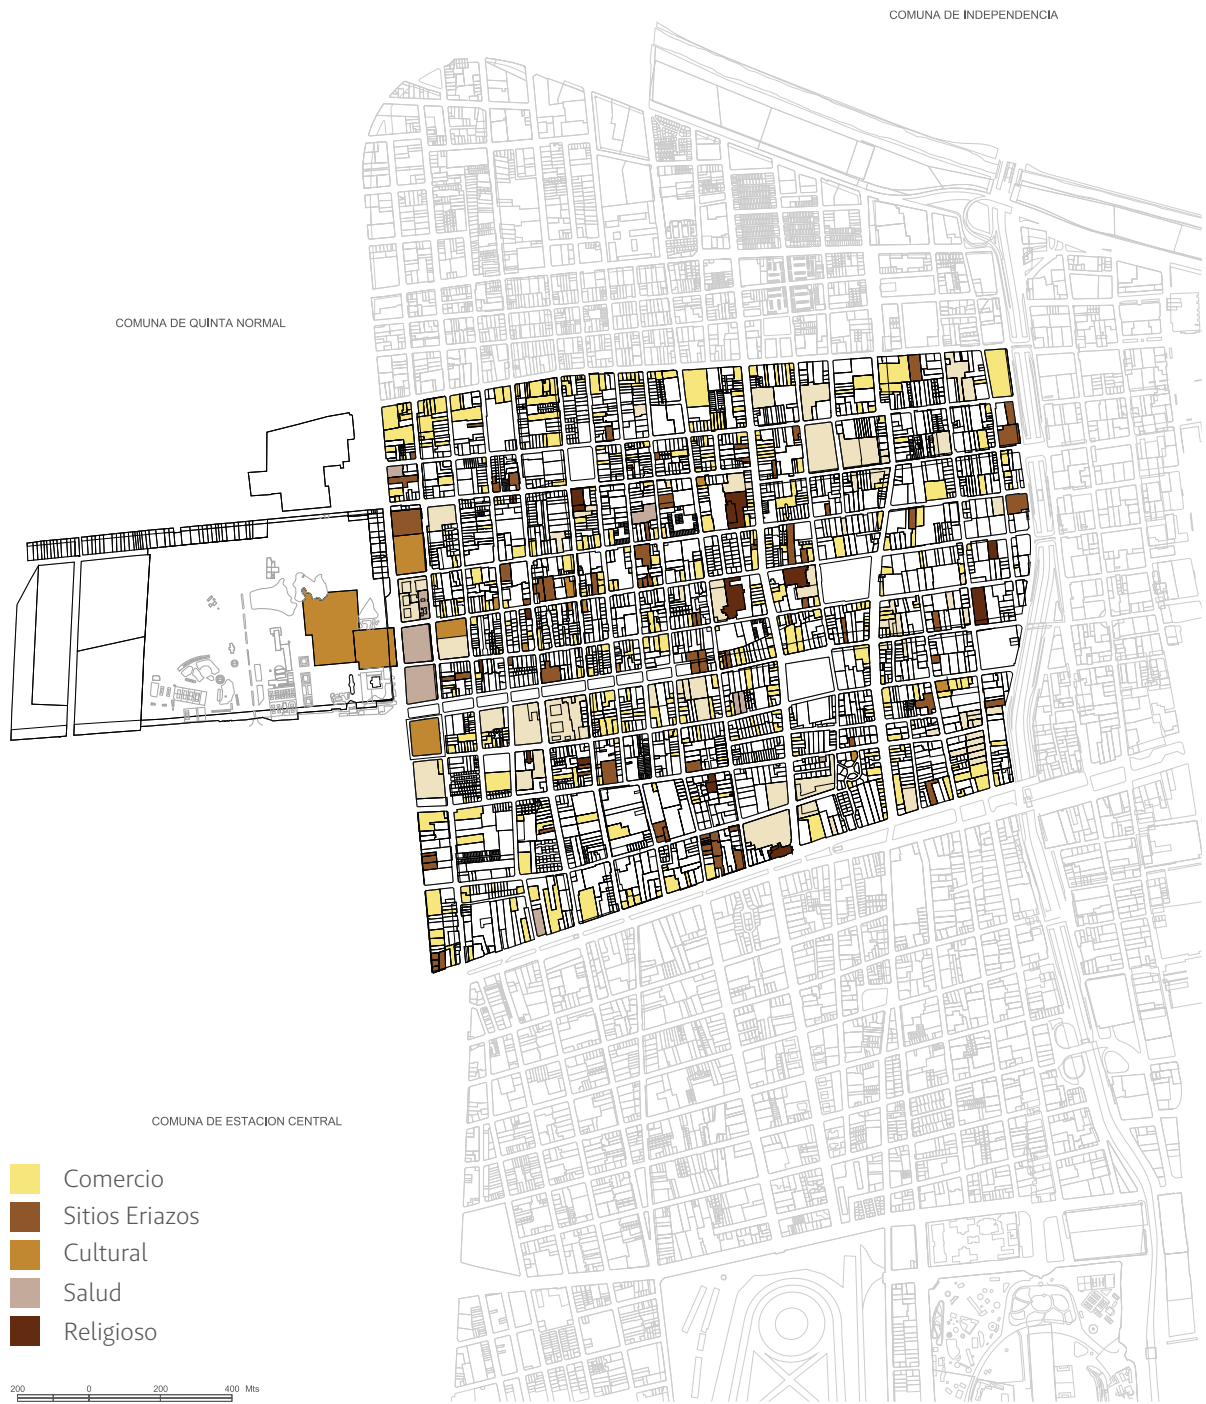 COMUNA DE INDEPENDENCIA
COMUNA DE QUINTA NORMAL
COMUNA DE ESTACION CENTRAL
Comercio
Sitios Eriazos
Cultural
Salud
Religioso
200 0 200 400 Mts